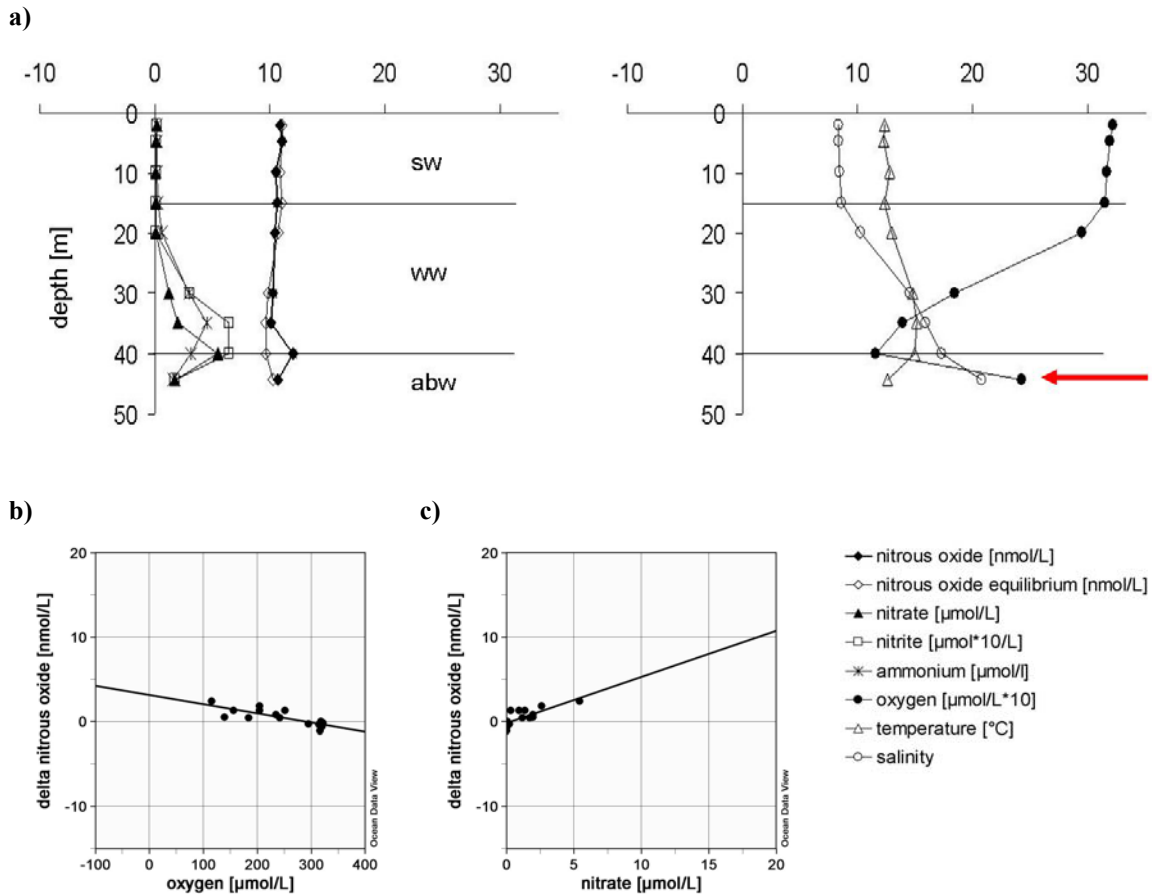 a)
-10 0 10 20 30
-10 0 10 20 30
0
10
20
30
40
50
depth [m]
sw
ww
abw
0
10
20
30
40
50
b)
c)
20
10
0
-10
delta nitrous oxide [nmol/L]
-100 0 100 200 300 400
oxygen [µmol/L]
Ocean Data View
20
10
0
-10
delta nitrous oxide [nmol/L]
0 5 10 15 20
nitrate [µmol/L]
Ocean Data View
nitrous oxide [nmol/L]
nitrous oxide equilibrium [nmol/L]
nitrate [µmol/L]
nitrite [µmol*10/L]
ammonium [µmol/l]
oxygen [µmol/L*10]
temperature [°C]
salinity